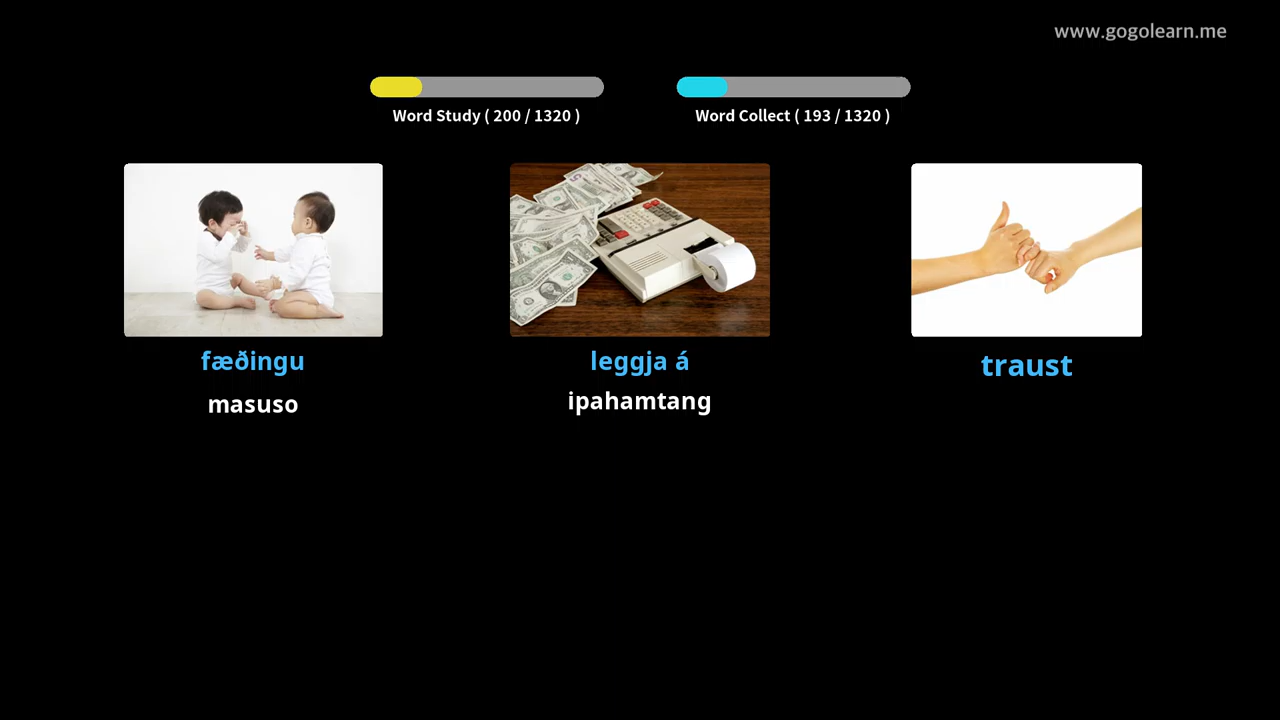 www.gogolearn.me
Word Study ( 200 / 1320 )
Word Collect ( 193 / 1320 )
fæðingu
masuso
leggja á
ipahamtang
traust